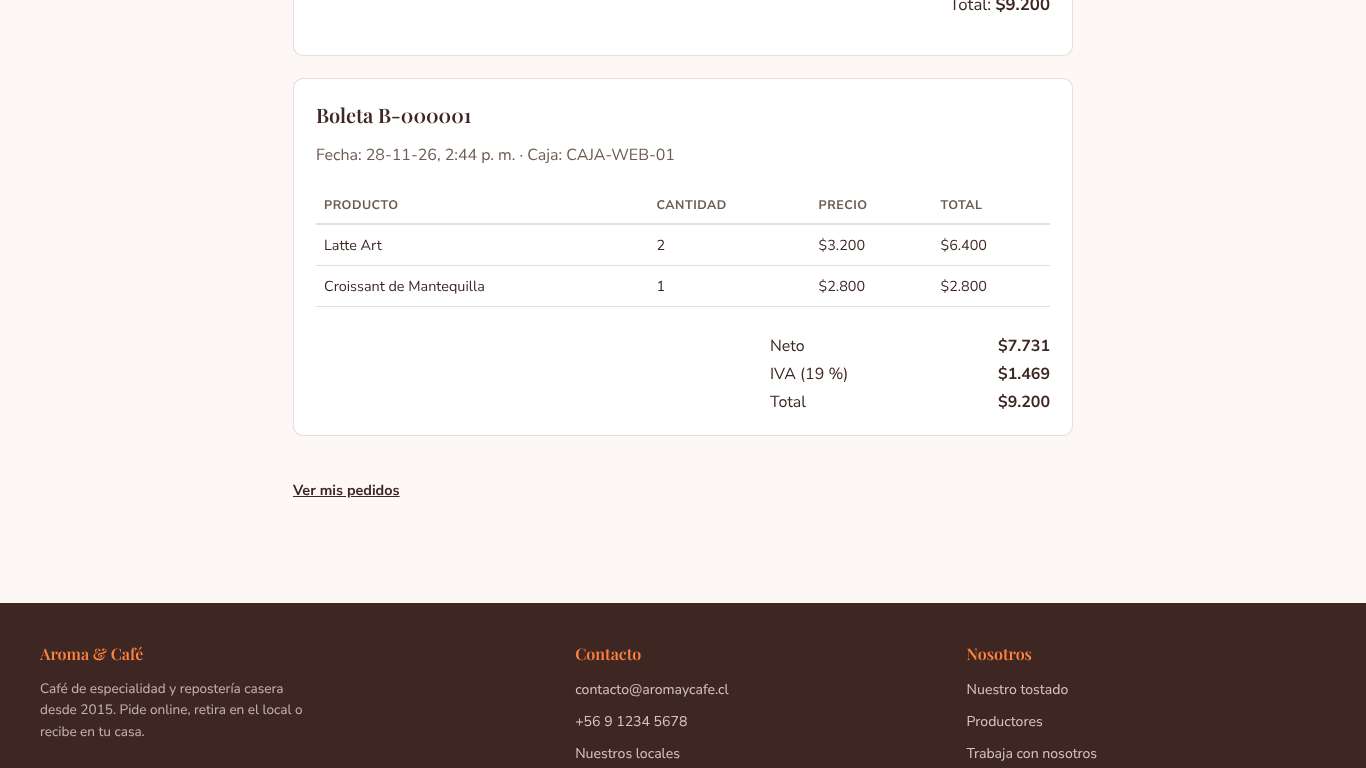 Total: $9.200
Boleta B-000001
Fecha: 28-11-26, 2:44 p. m. · Caja: CAJA-WEB-01
PRODUCTO CANTIDAD PRECIO TOTAL
Latte Art 2 $3.200 $6.400
Croissant de Mantequilla 1 $2.800 $2.800
Neto $7.731
IVA (19 %) $1.469
Total $9.200
Ver mis pedidos
Aroma & Café
Café de especialidad y repostería casera
desde 2015. Pide online, retira en el local o
recibe en tu casa.
Contacto
contacto@aromaycafe.cl
+56 9 1234 5678
Nuestros locales
Nosotros
Nuestro tostado
Productores
Trabaja con nosotros